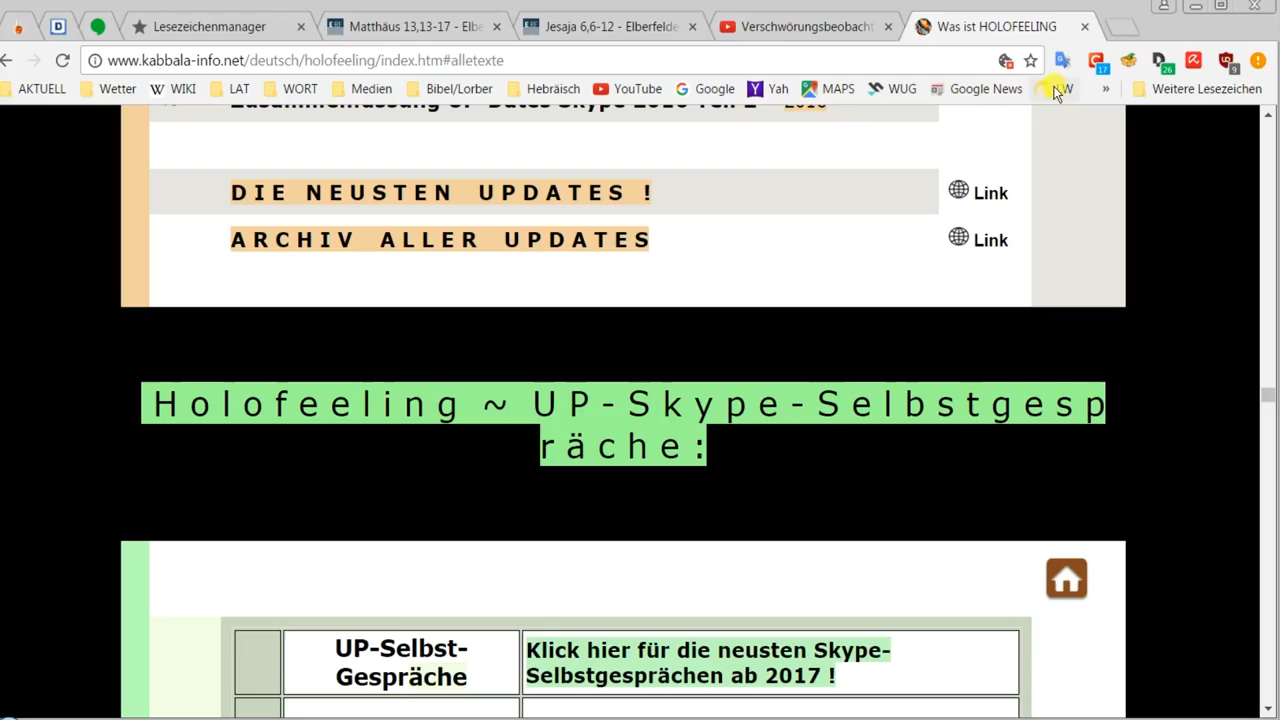 Lesezeichenmanager
Matthäus 13,13-17 - Elbe
Jesaja 6,6-12 - Elberfelde
Verschwörungsbeobacht
Was ist HOLOFEELING
www.kabbala-info.net/deutsch/holofeeling/index.htm#alletexte
17
26
9
AKTUELL
Wetter
W WIKI
LAT
WORT
Medien
Bibel/Lorber
Hebräisch
YouTube
Google
Yah
MAPS
WUG
Google News
W
»
Weitere Lesezeichen
DIE NEUSTEN UPDATES !
Link
ARCHIV ALLER UPDATES
Link
Holofeeling ~ UP-Skype-Selbstgesp
räche:
UP-Selbst-
Gespräche
Klick hier für die neusten Skype-
Selbstgesprächen ab 2017 !